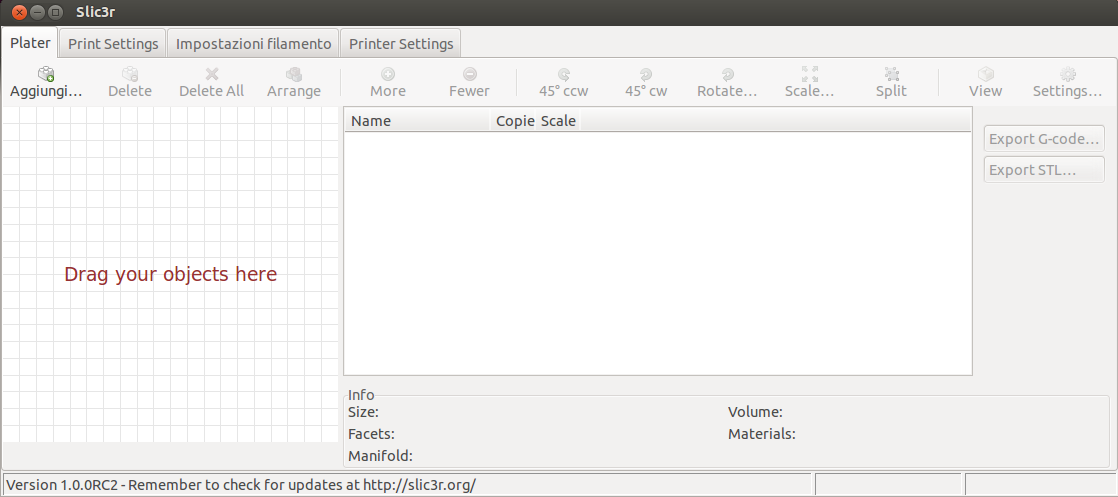 Slic3r
Plater Print Settings Impostazioni filamento Printer Settings
Aggiungi... Delete Delete All Arrange More Fewer 45° ccw 45° cw Rotate... Scale... Split View Settings...
Name Copie Scale
Export G-code...
Export STL...
Drag your objects here
Info
Size: Volume:
Facets: Materials:
Manifold:
Version 1.0.0RC2 - Remember to check for updates at http://slic3r.org/